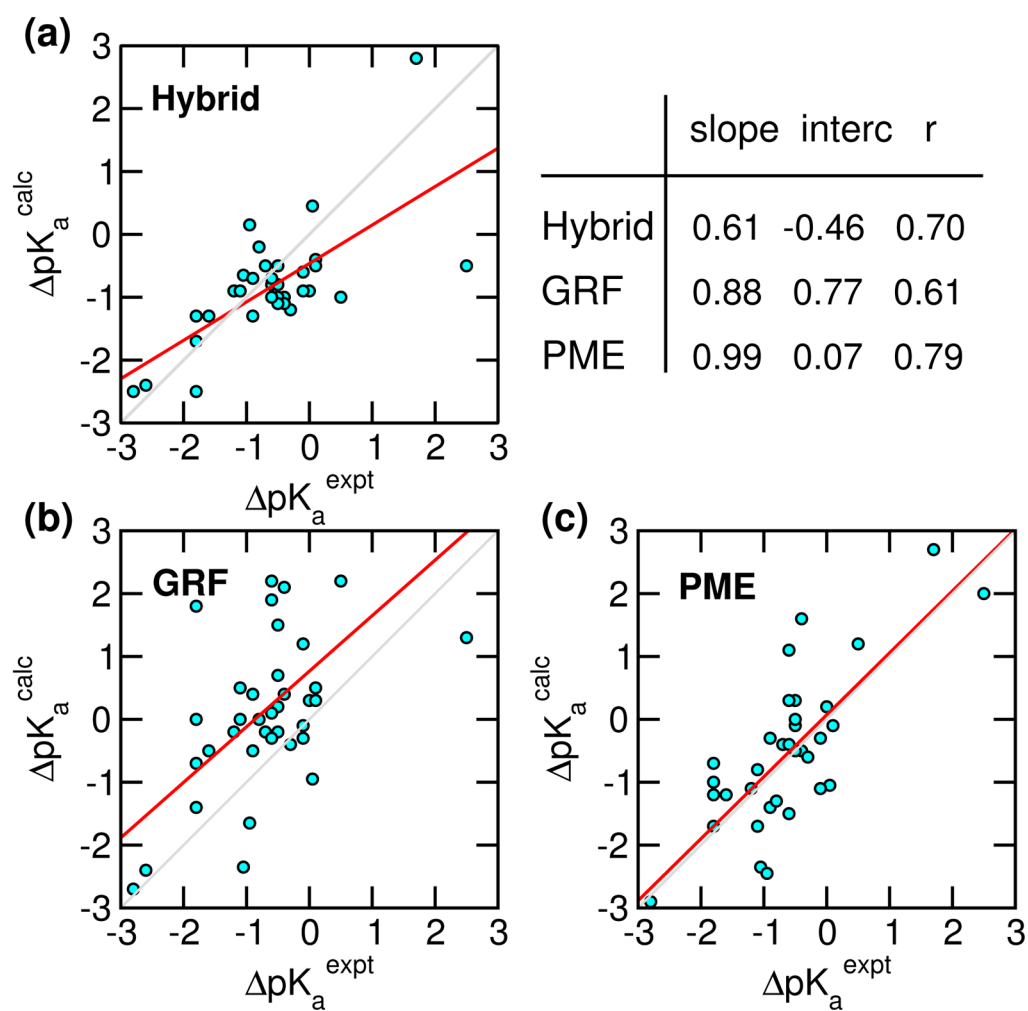 (a)
3
2
1
0
-1
-2
-3
Hybrid
ΔpKa calc
-3 -2 -1 0 1 2 3
ΔpKa expt
slope interc r
Hybrid 0.61 -0.46 0.70
GRF 0.88 0.77 0.61
PME 0.99 0.07 0.79
(b)
3
2
1
0
-1
-2
-3
GRF
ΔpKa calc
-3 -2 -1 0 1 2 3
ΔpKa expt
(c)
3
2
1
0
-1
-2
-3
PME
ΔpKa calc
-3 -2 -1 0 1 2 3
ΔpKa expt